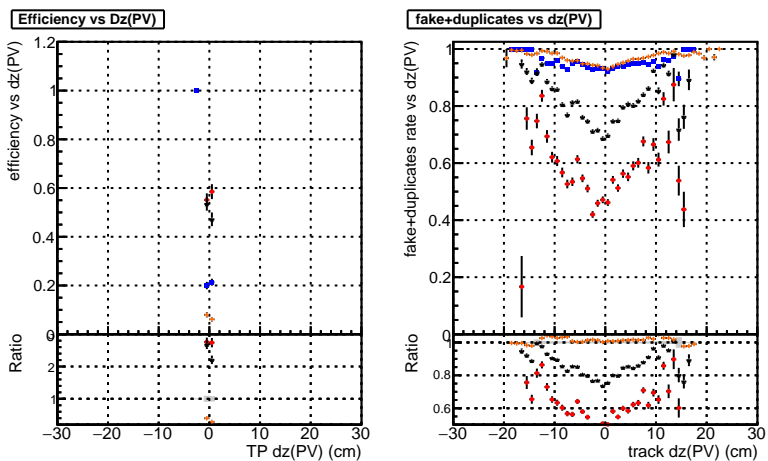 Efficiency vs Dz(PV)
efficiency vs dz(PV)
1.2
1
0.8
0.6
0.4
0.2
0
Ratio
2
1
−30 −20 −10 0 10 20 30
TP dz(PV) (cm)
fake+duplicates vs dz(PV)
fake+duplicates rate vs dz(PV)
1
0.8
0.6
0.4
0.2
Ratio
1
0.8
0.6
−30 −20 −10 0 10 20 30
track dz(PV) (cm)